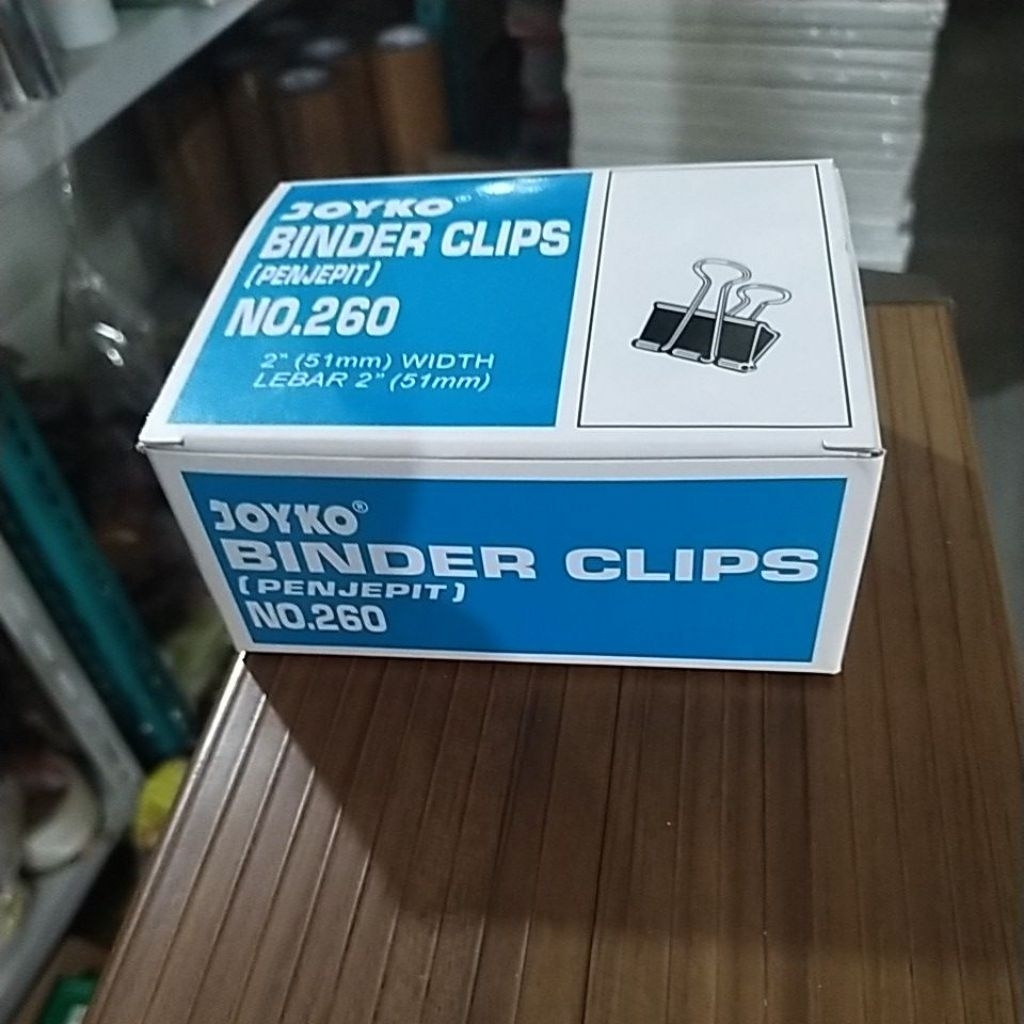 JOYKO®
BINDER CLIPS
(PENJEPIT)
NO.260
2" (51mm) WIDTH
LEBAR 2" (51mm)
JOYKO®
BINDER CLIPS
(PENJEPIT)
NO.260